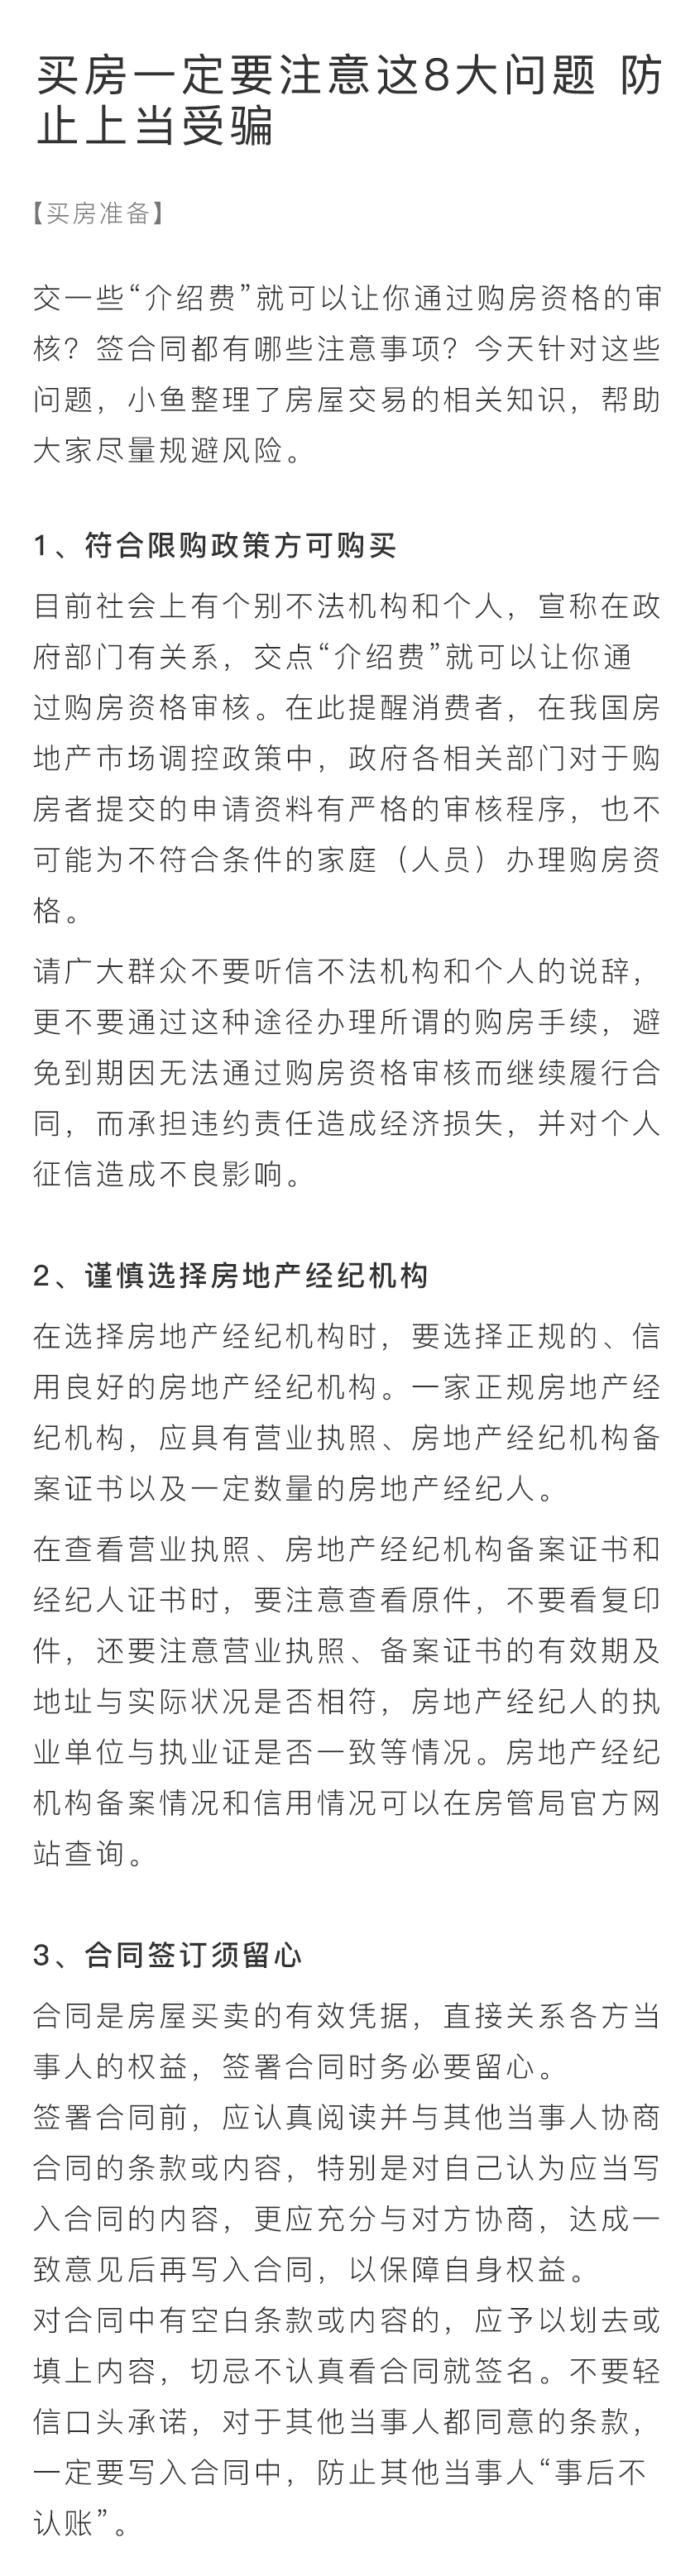 买房一定要注意这8大问题 防
止上当受骗
【买房准备】
交一些“介绍费”就可以让你通过购房资格的审
核？签合同都有哪些注意事项？今天针对这些
问题，小鱼整理了房屋交易的相关知识，帮助
大家尽量规避风险。
1、符合限购政策方可购买
目前社会上有个别不法机构和个人，宣称在政
府部门有关系，交点“介绍费”就可以让你通
过购房资格审核。在此提醒消费者，在我国房
地产市场调控政策中，政府各相关部门对于购
房者提交的申请资料有严格的审核程序，也不
可能为不符合条件的家庭（人员）办理购房资
格。
请广大群众不要听信不法机构和个人的说辞，
更不要通过这种途径办理所谓的购房手续，避
免到期因无法通过购房资格审核而继续履行合
同，而承担违约责任造成经济损失，并对个人
征信造成不良影响。
2、谨慎选择房地产经纪机构
在选择房地产经纪机构时，要选择正规的、信
用良好的房地产经纪机构。一家正规房地产经
纪机构，应具有营业执照、房地产经纪机构备
案证书以及一定数量的房地产经纪人。
在查看营业执照、房地产经纪机构备案证书和
经纪人证书时，要注意查看原件，不要看复印
件，还要注意营业执照、备案证书的有效期及
地址与实际状况是否相符，房地产经纪人的执
业单位与执业证是否一致等情况。房地产经纪
机构备案情况和信用情况可以在房管局官方网
站查询。
3、合同签订须留心
合同是房屋买卖的有效凭据，直接关系各方当
事人的权益，签署合同时务必要留心。
签署合同前，应认真阅读并与其他当事人协商
合同的条款或内容，特别是对自己认为应当写
入合同的内容，更应充分与对方协商，达成一
致意见后再写入合同，以保障自身权益。
对合同中有空白条款或内容的，应予以划去或
填上内容，切忌不认真看合同就签名。不要轻
信口头承诺，对于其他当事人都同意的条款，
一定要写入合同中，防止其他当事人“事后不
认账”。